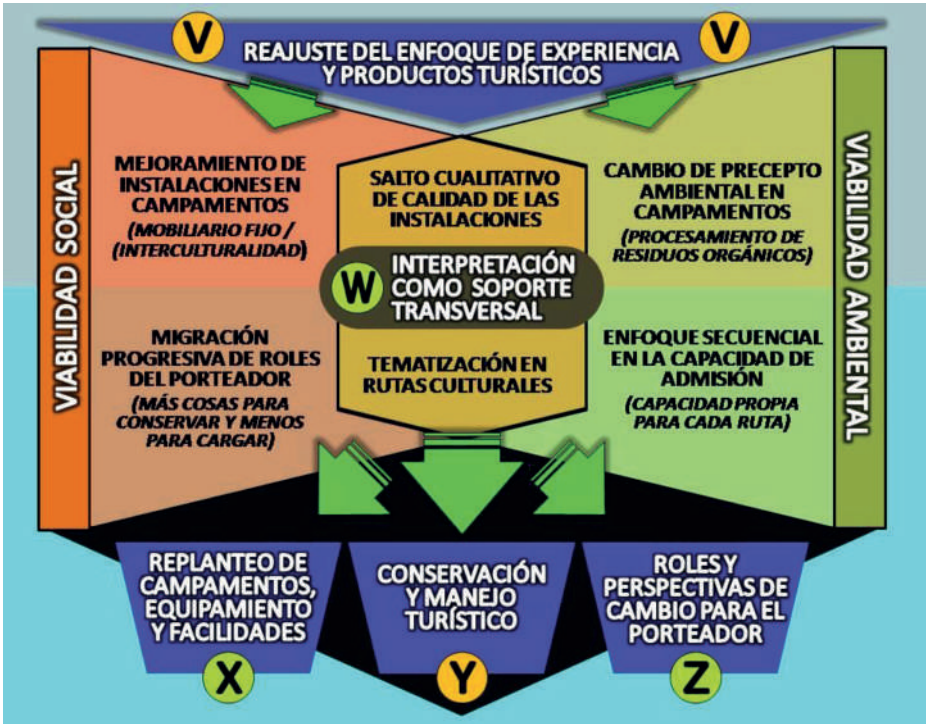 V
V
REAJUSTE DEL ENFOQUE DE EXPERIENCIA
Y PRODUCTOS TURÍSTICOS
VIABILIDAD SOCIAL
MEJORAMIENTO DE
INSTALACIONES EN
CAMPAMENTOS
(MOBILIARIO FIJO /
(INTERCULTURALIDAD)
MIGRACIÓN
PROGRESIVA DE ROLES
DEL PORTEADOR
(MÁS COSAS PARA
CONSERVAR Y MENOS
PARA CARGAR)
SALTO CUALITATIVO
DE CALIDAD DE LAS
INSTALACIONES
W
INTERPRETACIÓN
COMO SOPORTE
TRANSVERSAL
TEMATIZACIÓN EN
RUTAS CULTURALES
CAMBIO DE PRECEPTO
AMBIENTAL EN
CAMPAMENTOS
(PROCESAMIENTO DE
RESIDUOS ORGÁNICOS)
ENFOQUE SECUENCIAL
EN LA CAPACIDAD DE
ADMISIÓN
(CAPACIDAD PROPIA
PARA CADA RUTA)
VIABILIDAD AMBIENTAL
REPLANTEO DE
CAMPAMENTOS,
EQUIPAMIENTO
Y FACILIDADES
X
CONSERVACIÓN
Y MANEJO
TURÍSTICO
Y
ROLES Y
PERSPECTIVAS DE
CAMBIO PARA EL
PORTEADOR
Z